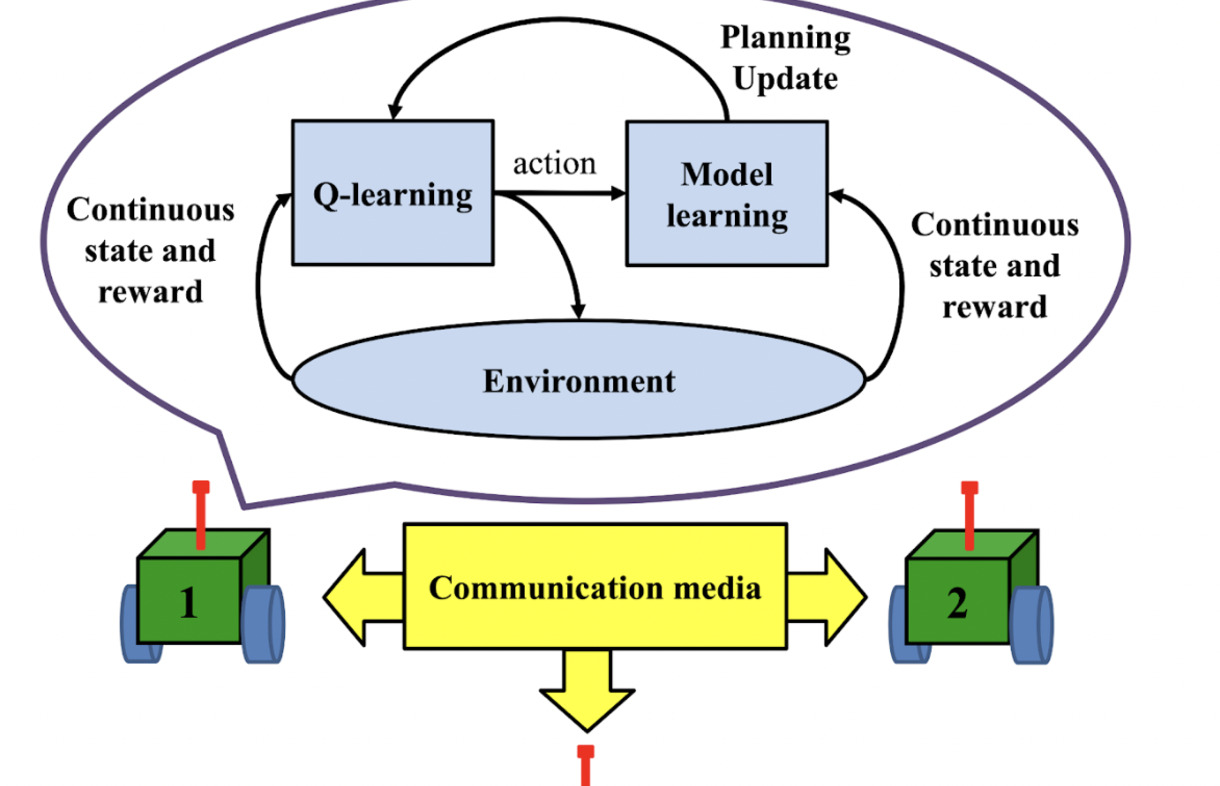 Planning
Update
Q-learning
action
Model
learning
Continuous
state and
reward
Continuous
state and
reward
Environment
1
Communication media
2